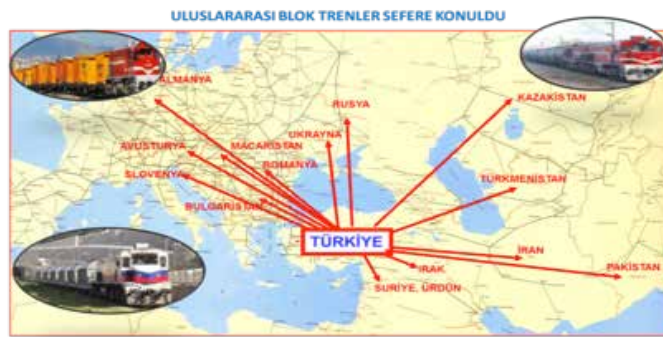 ULUSLARARASI BLOK TRENLER SEFERE KONULDU
ALMANYA
KAZAKİSTAN
RUSYA
UKRAYNA
AVUSTURYA
MACARİSTAN
ROMANYA
SLOVENYA
TÜRKMENİSTAN
BULGARİSTAN
TÜRKİYE
İRAN
IRAK
PAKİSTAN
SURİYE, ÜRDÜN